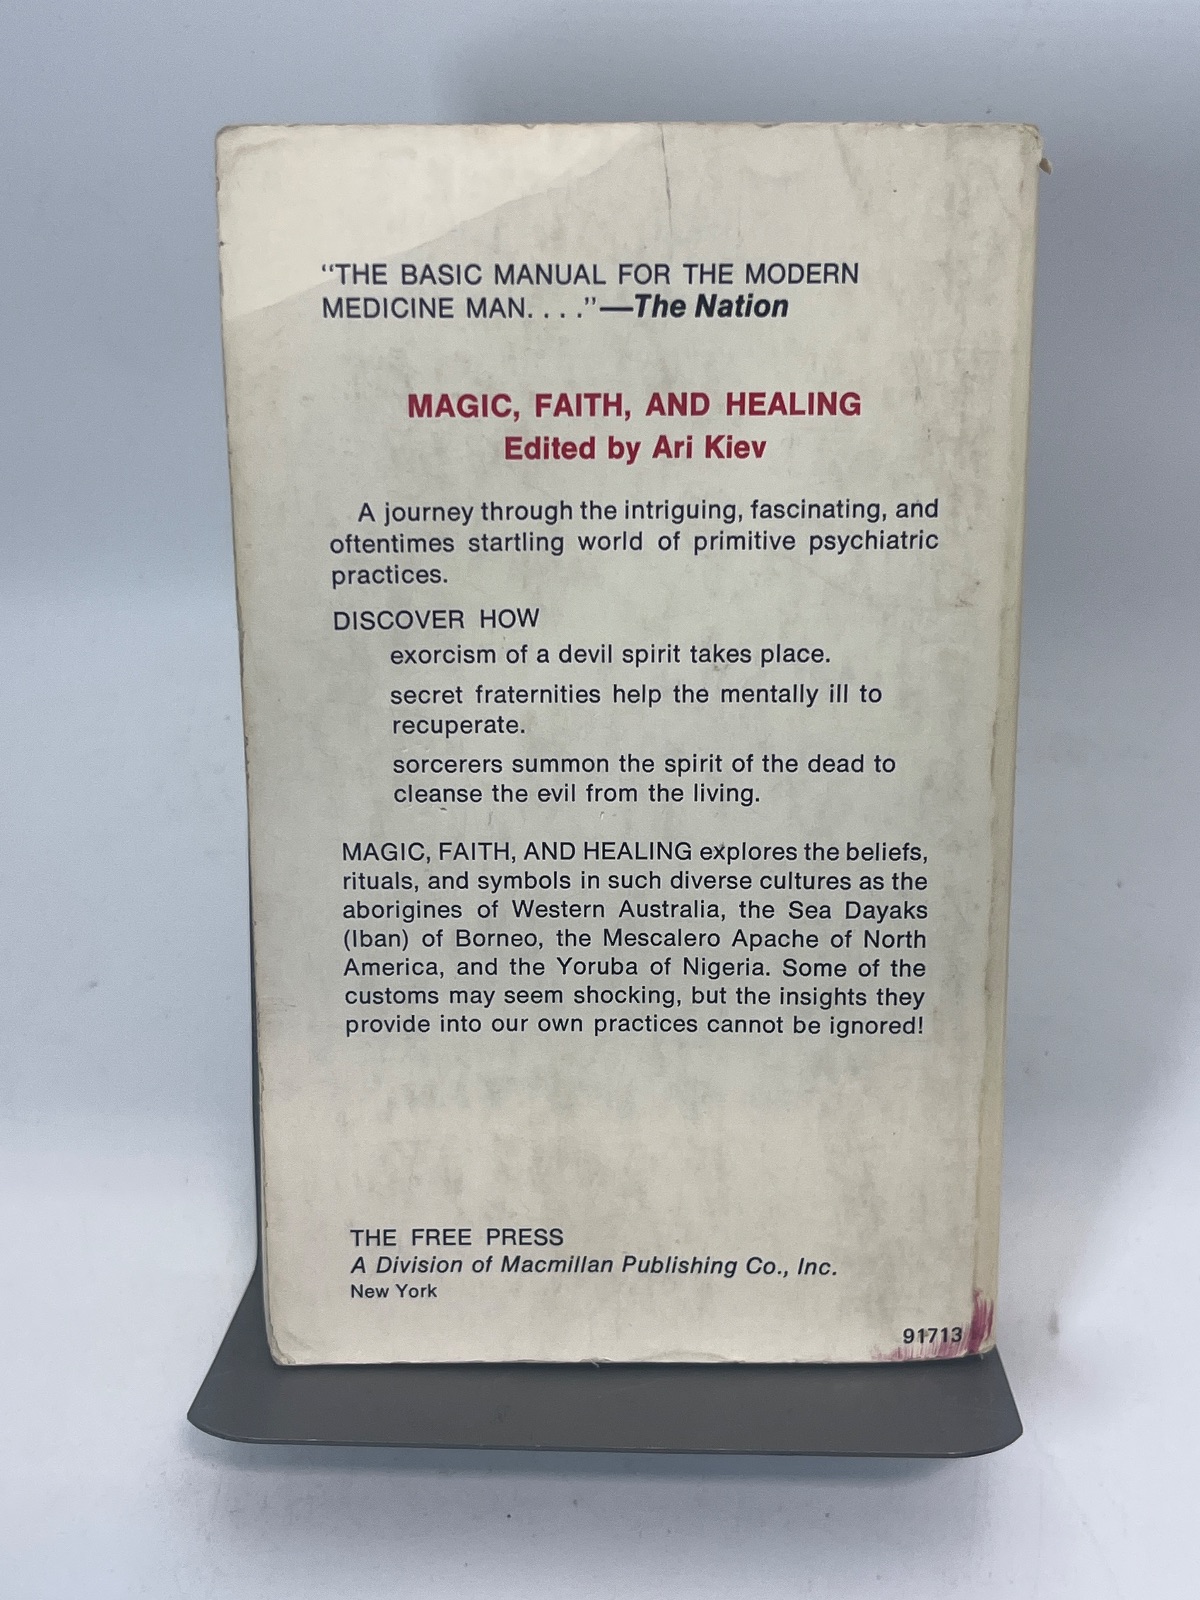 "THE BASIC MANUAL FOR THE MODERN
MEDICINE MAN. . . ."—The Nation
MAGIC, FAITH, AND HEALING
Edited by Ari Kiev
A journey through the intriguing, fascinating, and
oftentimes startling world of primitive psychiatric
practices.
DISCOVER HOW
exorcism of a devil spirit takes place.
secret fraternities help the mentally ill to
recuperate.
sorcerers summon the spirit of the dead to
cleanse the evil from the living.
MAGIC, FAITH, AND HEALING explores the beliefs,
rituals, and symbols in such diverse cultures as the
aborigines of Western Australia, the Sea Dayaks
(Iban) of Borneo, the Mescalero Apache of North
America, and the Yoruba of Nigeria. Some of the
customs may seem shocking, but the insights they
provide into our own practices cannot be ignored!
THE FREE PRESS
A Division of Macmillan Publishing Co., Inc.
New York
91713